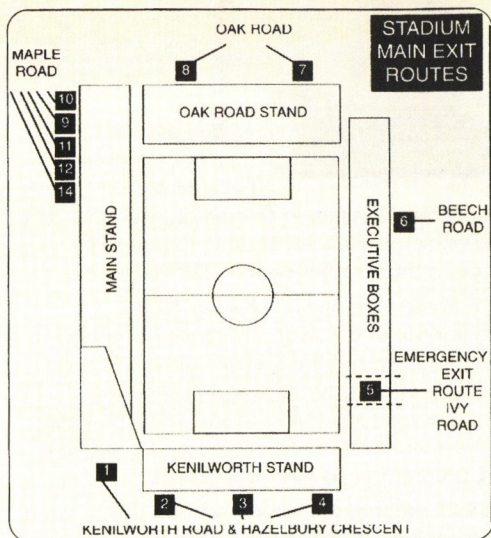 STADIUM
MAIN EXIT
ROUTES
OAK ROAD
MAPLE
ROAD
8
7
10
9
11
12
14
OAK ROAD STAND
MAIN STAND
EXECUTIVE BOXES
6
BEECH
ROAD
5
EMERGENCY
EXIT
ROUTE
IVY
ROAD
KENILWORTH STAND
1
2
3
4
KENILWORTH ROAD & HAZELBURY CRESCENT